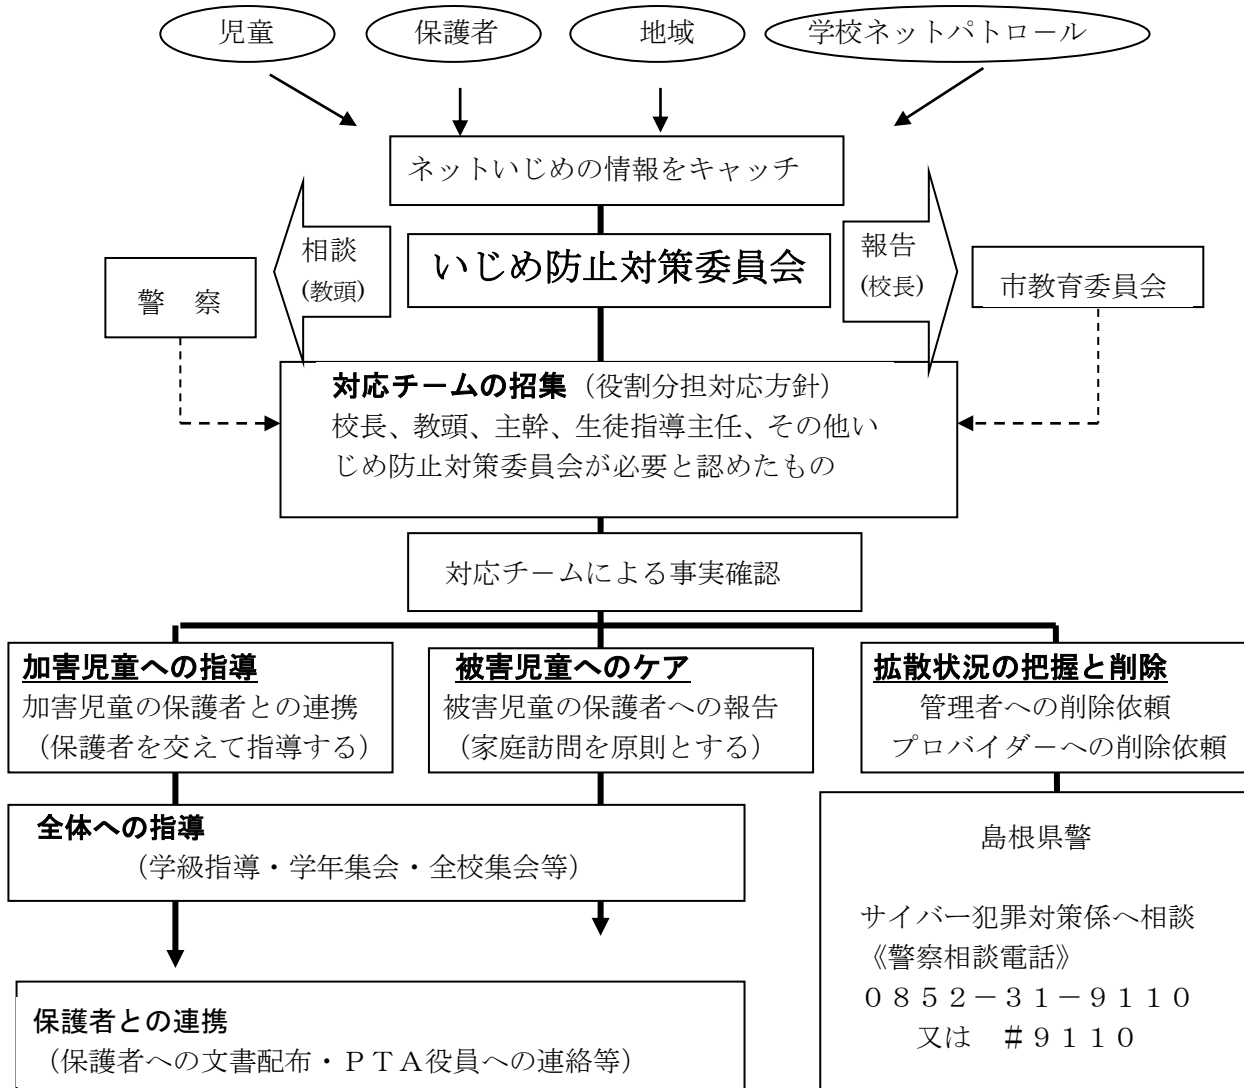 児童
保護者
地域
学校ネットパトロール
ネットいじめの情報をキャッチ
相談
(教頭)
いじめ防止対策委員会
報告
(校長)
警　察
市教育委員会
対応チームの招集（役割分担対応方針）
校長、教頭、主幹、生徒指導主任、その他い
じめ防止対策委員会が必要と認めたもの
対応チームによる事実確認
加害児童への指導
加害児童の保護者との連携
（保護者を交えて指導する）
被害児童へのケア
被害児童の保護者への報告
（家庭訪問を原則とする）
拡散状況の把握と削除
管理者への削除依頼
プロバイダーへの削除依頼
全体への指導
（学級指導・学年集会・全校集会等）
島根県警
サイバー犯罪対策係へ相談
《警察相談電話》
０８５２－３１－９１１０
又は　＃９１１０
保護者との連携
（保護者への文書配布・ＰＴＡ役員への連絡等）